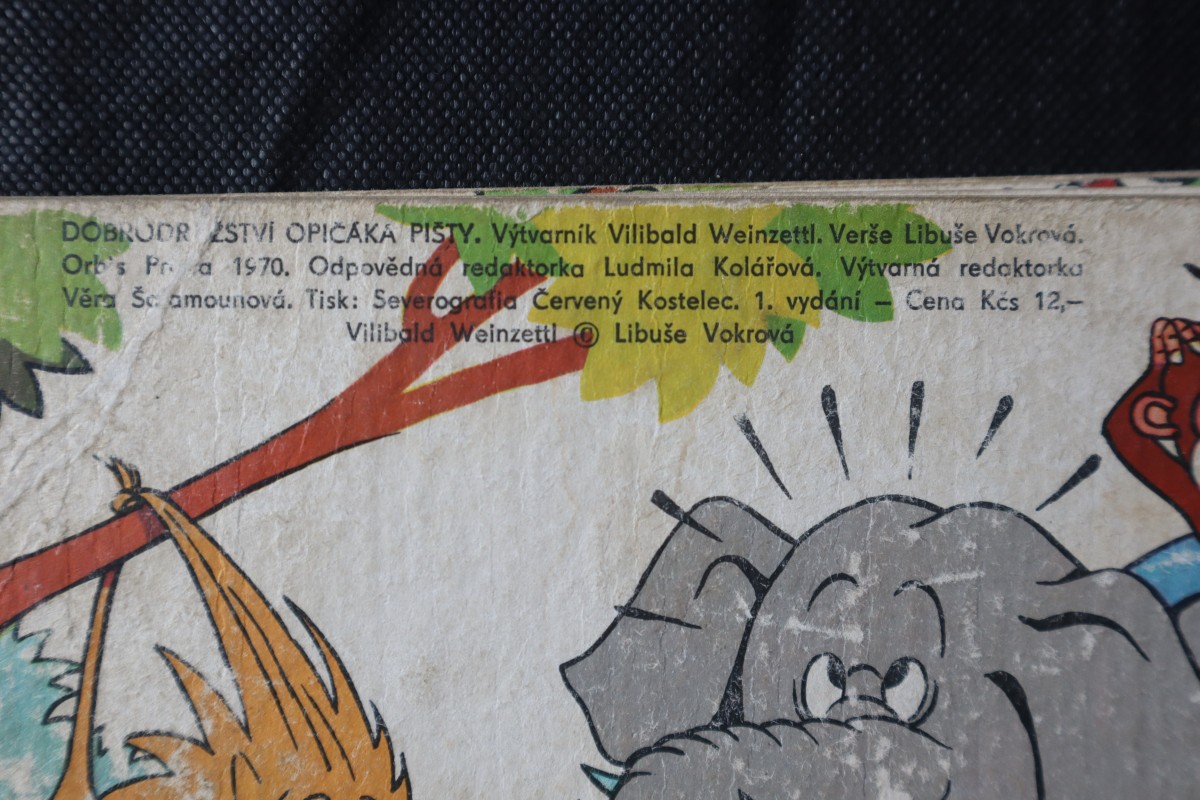 DOBRODR ŽSTVÍ OPIČÁKA PIŠTY. Výtvarník Vilibald Weinzettl. Verše Libuše Vokrová.
1970. Odpovědná redaktorka Ludmila Kolářová. Výtvarná redaktorka
Věra Tisk: Severografia Červený Kostelec. 1. vydání – Cena Kčs 12,–
Vilibald Weinzettl © Libuše Vokrová